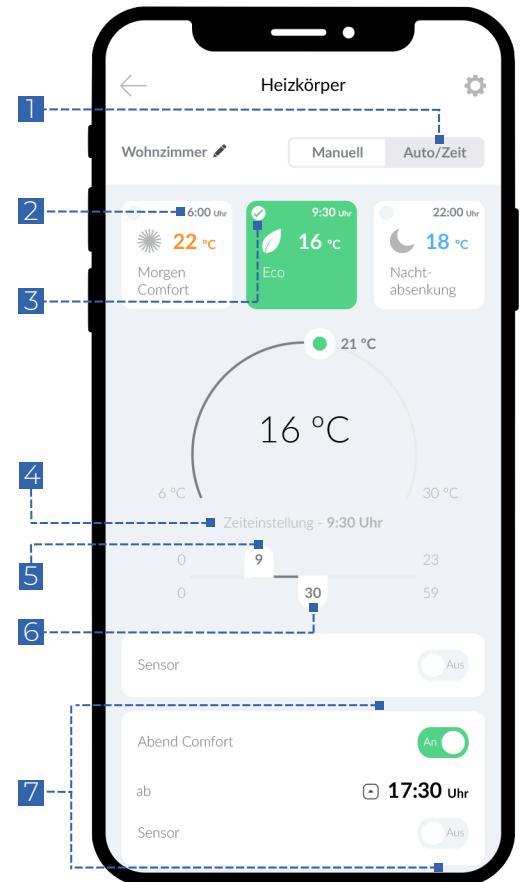 Heizkörper
1
Wohnzimmer Manuell Auto/Zeit
2
6:00 Uhr 9:30 Uhr 22:00 Uhr
22 °C 16 °C 18 °C
3
Morgen Comfort
Eco
Nacht-
absenkung
21 °C
16 °C
4
6 °C 30 °C
Zeiteinstellung - 9:30 Uhr
5
0 9 23
0 30 59
6
Sensor Aus
7
Abend Comfort An
ab 17:30 Uhr
Sensor Aus